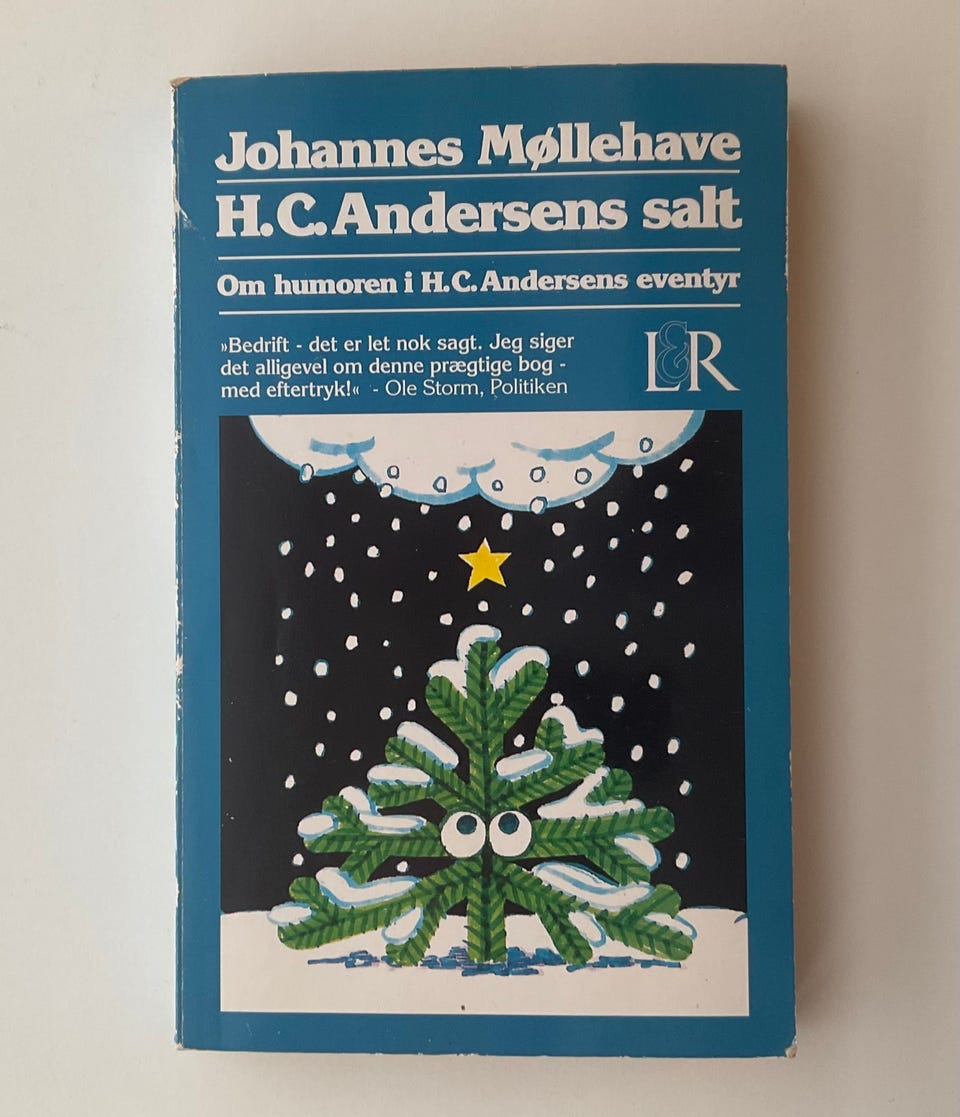 Johannes Møllehave
H.C. Andersens salt
Om humoren i H.C. Andersens eventyr
»Bedrift - det er let nok sagt. Jeg siger
det alligevel om denne prægtige bog -
med eftertryk!« - Ole Storm, Politiken
L&R